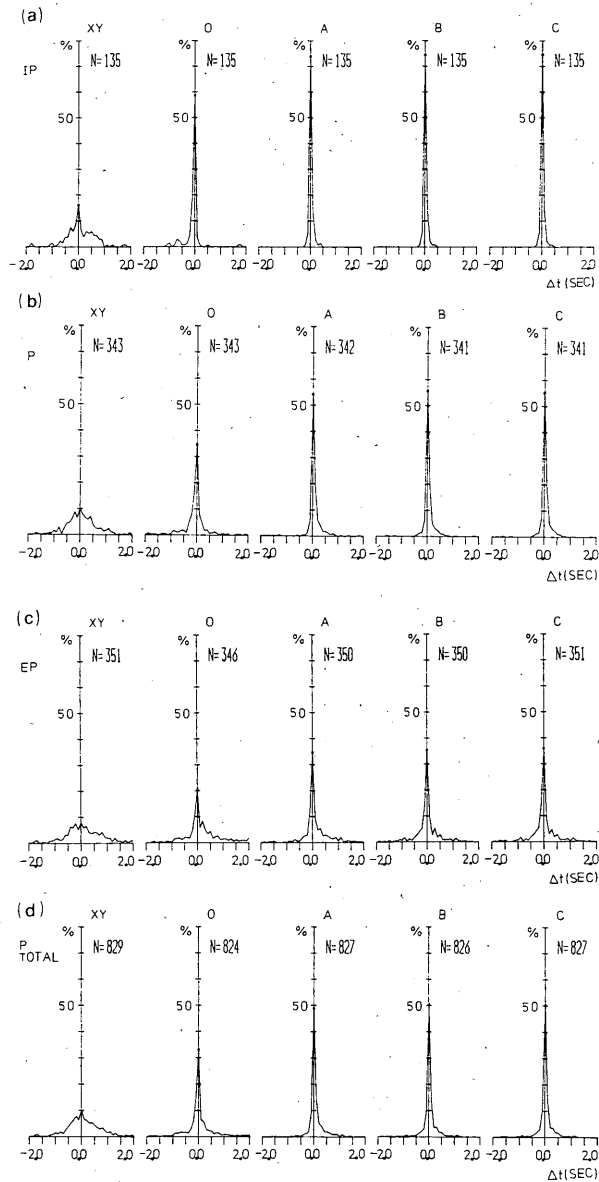 (a)
XY O A B C
IP
% N=135 % N=135 % N=135 % N=135 % N=135
50 50 50 50 50
-2.0 0.0 2.0 -2.0 0.0 2.0 -2.0 0.0 2.0 -2.0 0.0 2.0 -2.0 0.0 2.0
Δt(SEC)
(b)
XY O A B C
P
% N=343 % N=343 % N=342 % N=341 % N=341
50 50 50 50 50
-2.0 0.0 2.0 -2.0 0.0 2.0 -2.0 0.0 2.0 -2.0 0.0 2.0 -2.0 0.0 2.0
Δt(SEC)
(c)
XY O A B C
EP
% N=351 % N=346 % N=350 % N=350 % N=351
50 50 50 50 50
-2.0 0.0 2.0 -2.0 0.0 2.0 -2.0 0.0 2.0 -2.0 0.0 2.0 -2.0 0.0 2.0
Δt(SEC)
(d)
XY O A B C
P
TOTAL
% N=829 % N=824 % N=827 % N=826 % N=827
50 50 50 50 50
-2.0 0.0 2.0 -2.0 0.0 2.0 -2.0 0.0 2.0 -2.0 0.0 2.0 -2.0 0.0 2.0
Δt(SEC)